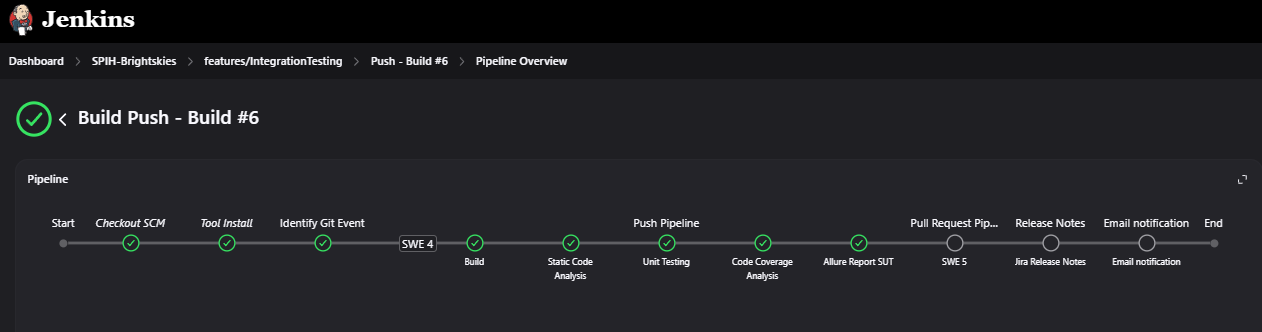 Jenkins
Dashboard > SPIH-Brightskies > features/IntegrationTesting > Push - Build #6 > Pipeline Overview
Build Push - Build #6
Pipeline
Start Checkout SCM Tool Install Identify Git Event Push Pipeline Pull Request Pip... Release Notes Email notification End
SWE 4
Build Static Code Unit Testing Code Coverage Allure Report SUT SWE 5 Jira Release Notes Email notification
Analysis Analysis